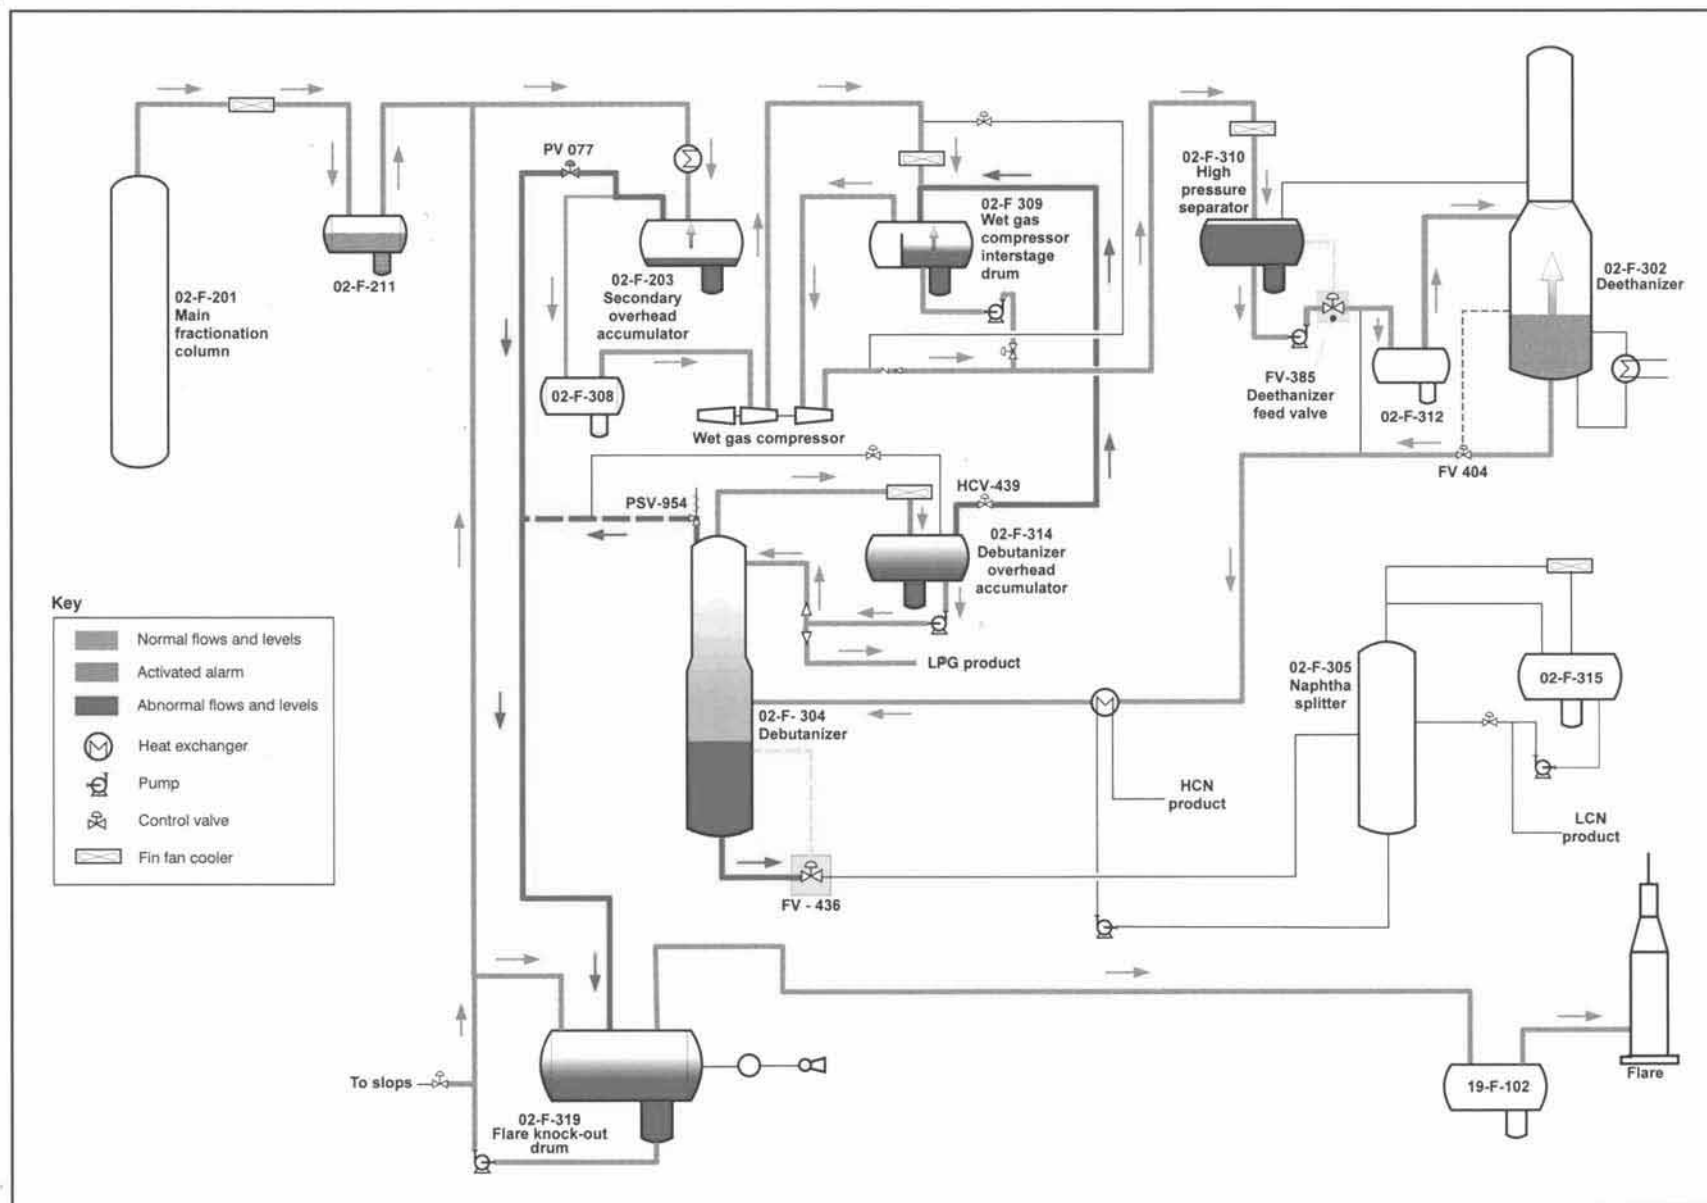 02-F-201
Main
fractionation
column
02-F-211
PV 077
02-F-203
Secondary
overhead
accumulator
02-F 309
Wet gas
compressor
interstage
drum
02-F-310
High
pressure
separator
02-F-302
Deethanizer
02-F-308
Wet gas compressor
FV-385
Deethanizer
feed valve
02-F-312
FV 404
PSV-954
HCV-439
02-F-314
Debutanizer
overhead
accumulator
LPG product
02-F- 304
Debutanizer
02-F-305
Naphtha
splitter
02-F-315
HCN
product
LCN
product
FV - 436
Key
Normal flows and levels
Activated alarm
Abnormal flows and levels
Heat exchanger
Pump
Control valve
Fin fan cooler
To slops
02-F-319
Flare knock-out
drum
19-F-102
Flare